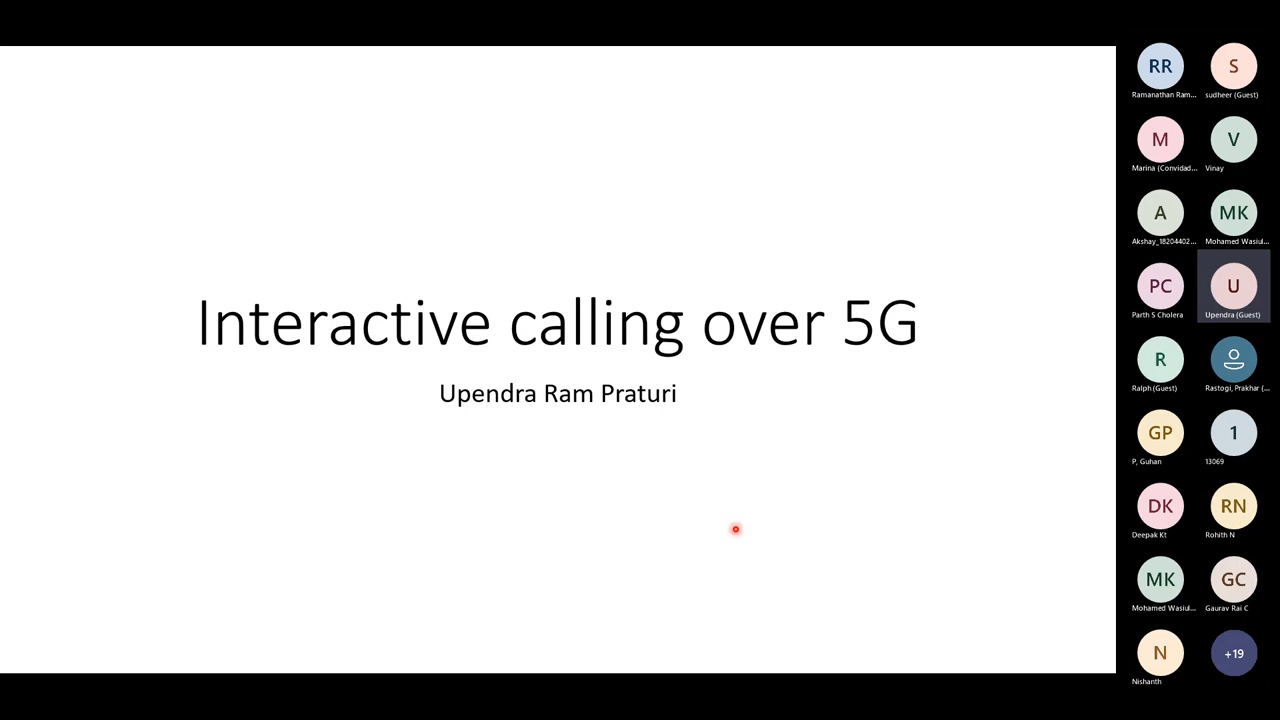 Interactive calling over 5G
Upendra Ram Praturi
RR
Ramanathan Ram...
S
sudheer (Guest)
M
Marina (Convidad...
V
Vinay
A
Akshay_18204402...
MK
Mohamed Wasiul...
PC
Parth S Cholera
U
Upendra (Guest)
R
Ralph (Guest)
Rastogi, Prakhar (...
GP
P, Guhan
1
13069
DK
Deepak Kt
RN
Rohith N
MK
Mohamed Wasiul...
GC
Gaurav Rai C
N
Nishanth
+19